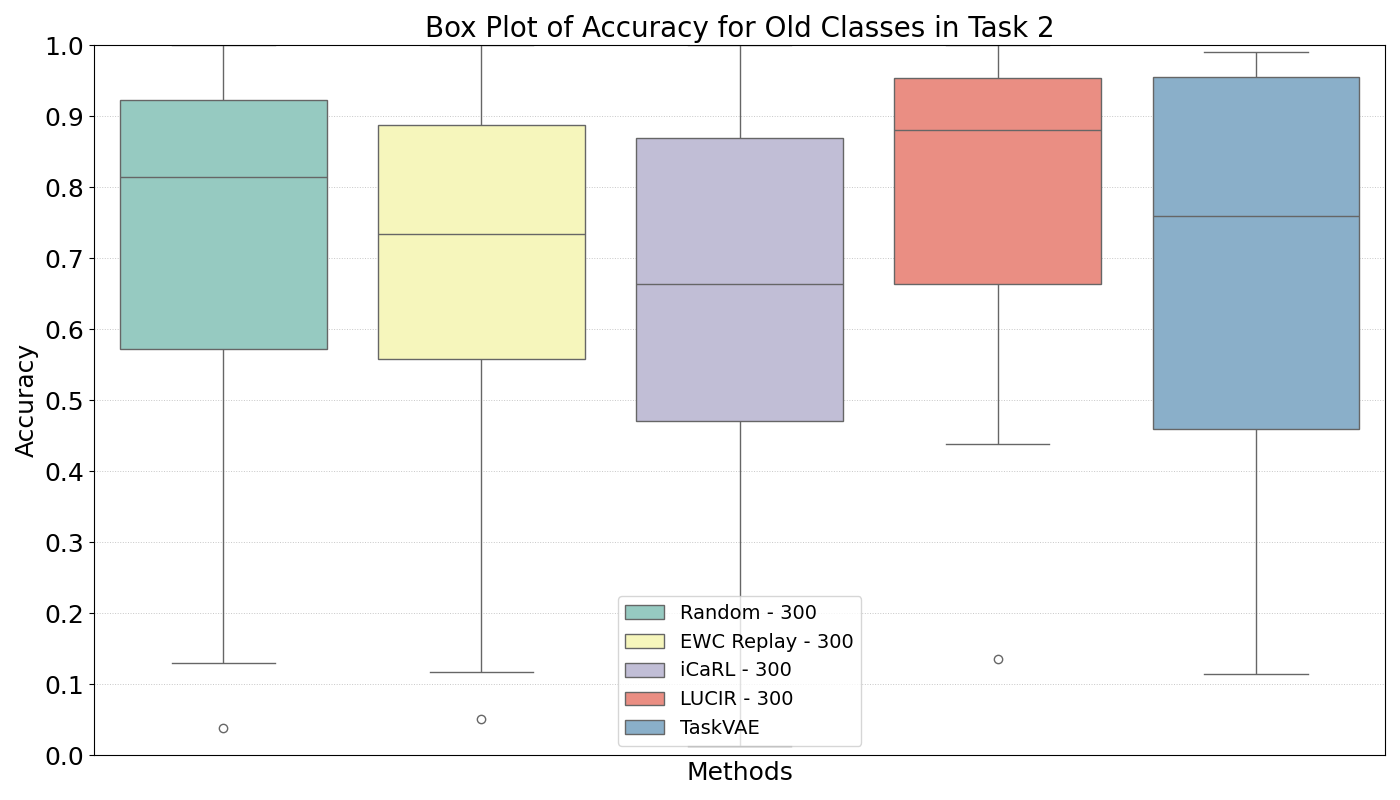 Box Plot of Accuracy for Old Classes in Task 2
1.0
0.9
0.8
0.7
0.6
0.5
0.4
0.3
0.2
0.1
0.0
Accuracy
Random - 300
EWC Replay - 300
iCaRL - 300
LUCIR - 300
TaskVAE
Methods